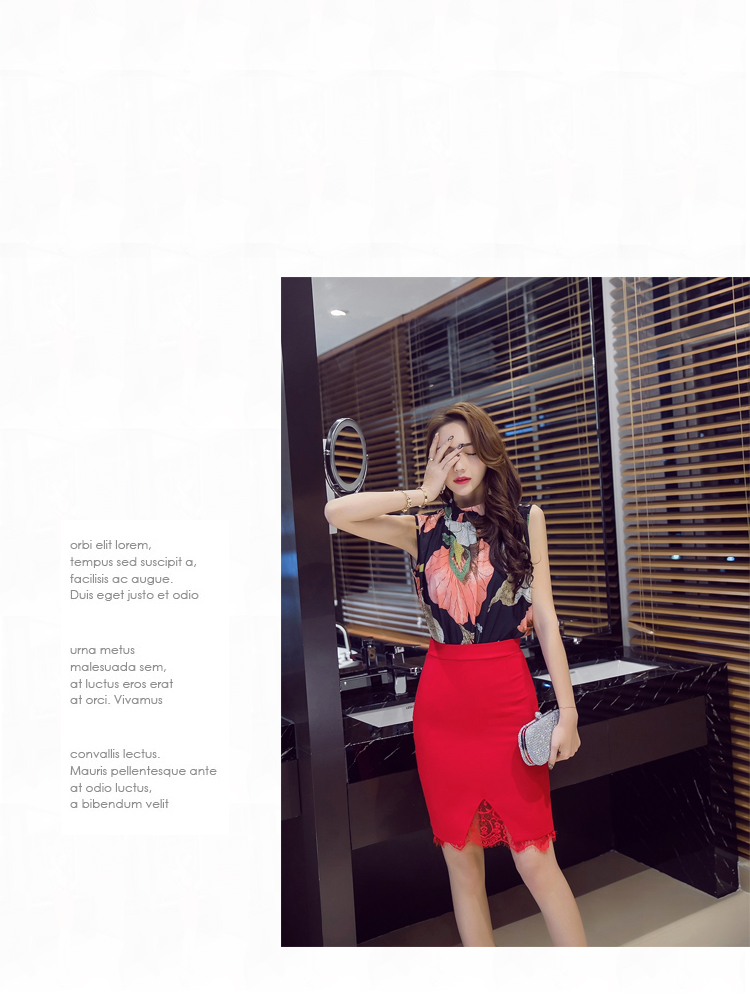 orbi elit lorem,
tempus sed suscipit a,
facilisis ac augue.
Duis eget justo et odio
urna metus
malesuada sem,
at luctus eros erat
at orci. Vivamus
convallis lectus.
Mauris pellentesque ante
at odio luctus,
a bibendum velit